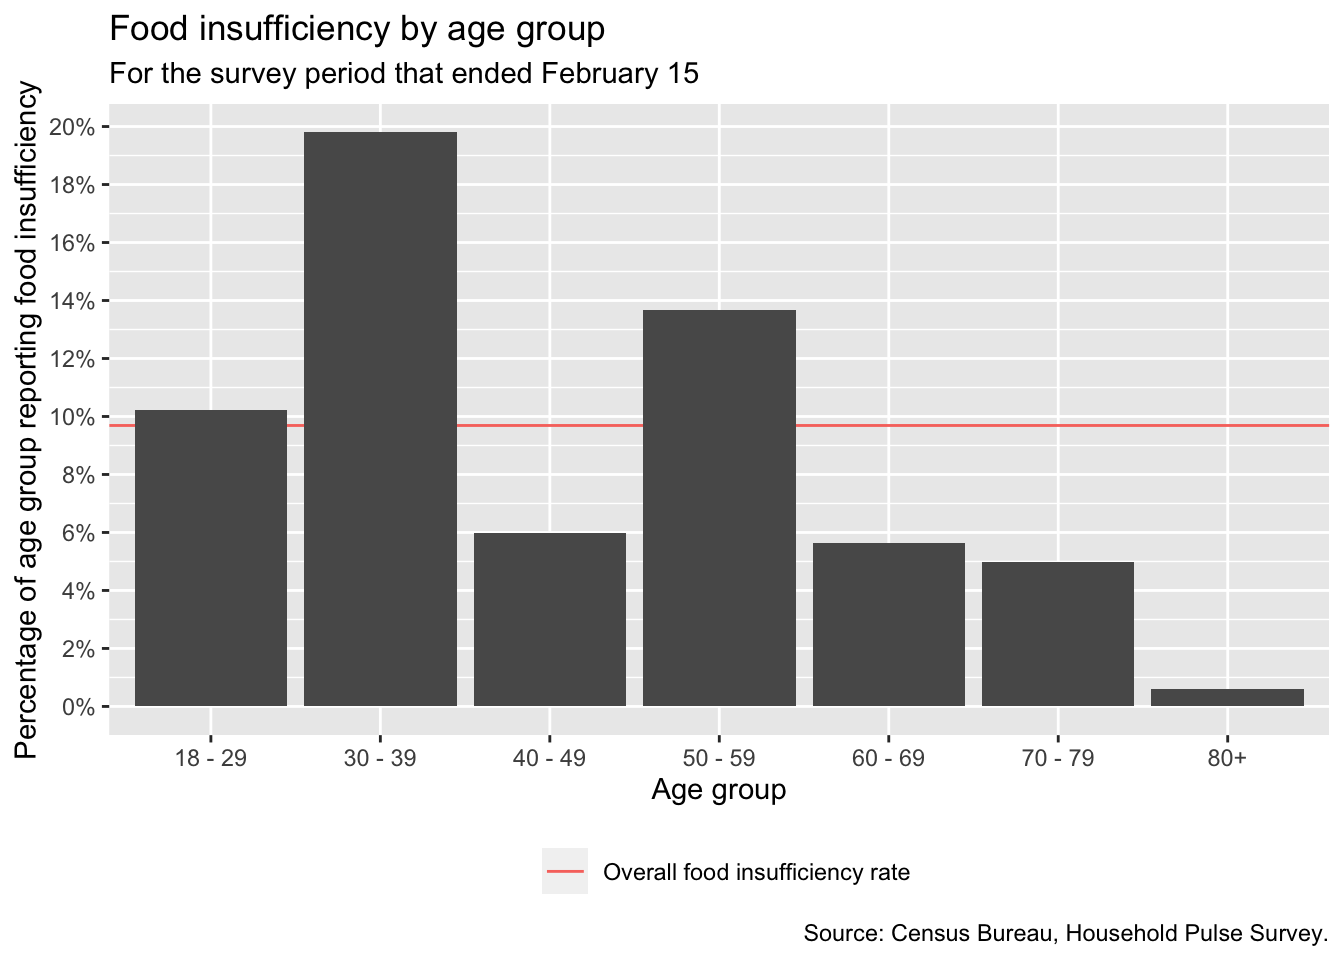 Food insufficiency by age group
For the survey period that ended February 15
Percentage of age group reporting food insufficiency
20%
18%
16%
14%
12%
10%
8%
6%
4%
2%
0%
18 - 29
30 - 39
40 - 49
50 - 59
60 - 69
70 - 79
80+
Age group
Overall food insufficiency rate
Source: Census Bureau, Household Pulse Survey.